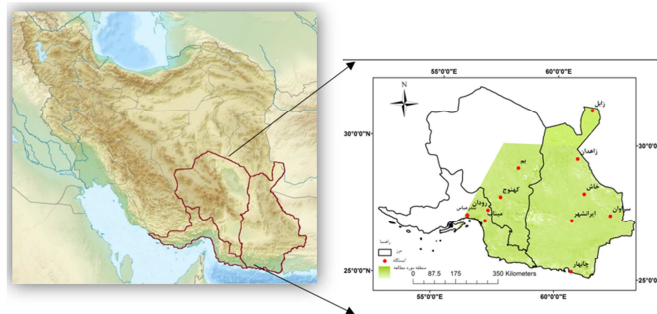 55°0'0"E 60°0'0"E
N
زابل
30°0'0"N 30°0'0"N
زاهدان
بم
خاش
کهنوج
سراوان
رودان
بندرعباس
میناب
ایرانشهر
راهنما
مرز
ایستگاه
منطقه مورد مطالعه
چابهار
25°0'0"N 25°0'0"N
0 87.5 175 350 Kilometers
55°0'0"E 60°0'0"E